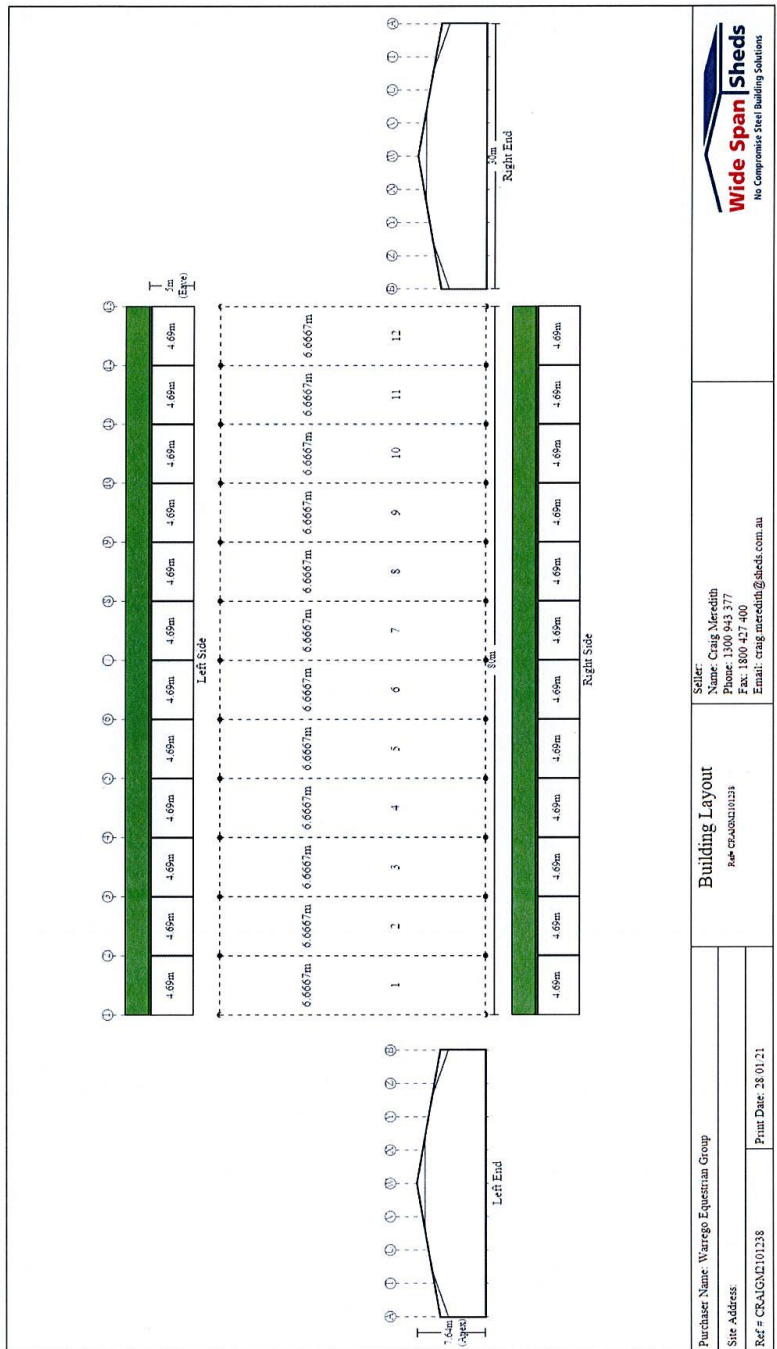 5m
(Eave)
4.69m 4.69m 4.69m 4.69m 4.69m 4.69m 4.69m 4.69m 4.69m 4.69m 4.69m 4.69m
Left Side
6.6667m 6.6667m 6.6667m 6.6667m 6.6667m 6.6667m 6.6667m 6.6667m 6.6667m 6.6667m 6.6667m 6.6667m
1 2 3 4 5 6 7 8 9 10 11 12
80m
7.64m
(Apex)
Left End
30m
Right End
4.69m 4.69m 4.69m 4.69m 4.69m 4.69m 4.69m 4.69m 4.69m 4.69m 4.69m 4.69m
Right Side
Purchaser Name: Warrego Equestrian Group
Site Address:
Ref # CRAIGM2101238
Print Date: 28/01/21
Building Layout
Ref# CRAIGM2101238
Seller:
Name: Craig Meredith
Phone: 1300 943 377
Fax: 1800 427 400
Email: craig.meredith@sheds.com.au
Wide Span Sheds
No Compromise Steel Building Solutions